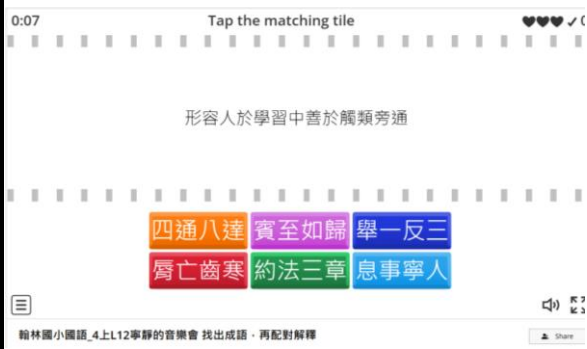 0:07 Tap the matching tile 0
形容人於學習中善於觸類旁通
四通八達 賓至如歸 舉一反三
脣亡齒寒 約法三章 息事寧人
翰林國小國語_4上L12寧靜的音樂會 找出成語﹑再配對解釋 Share